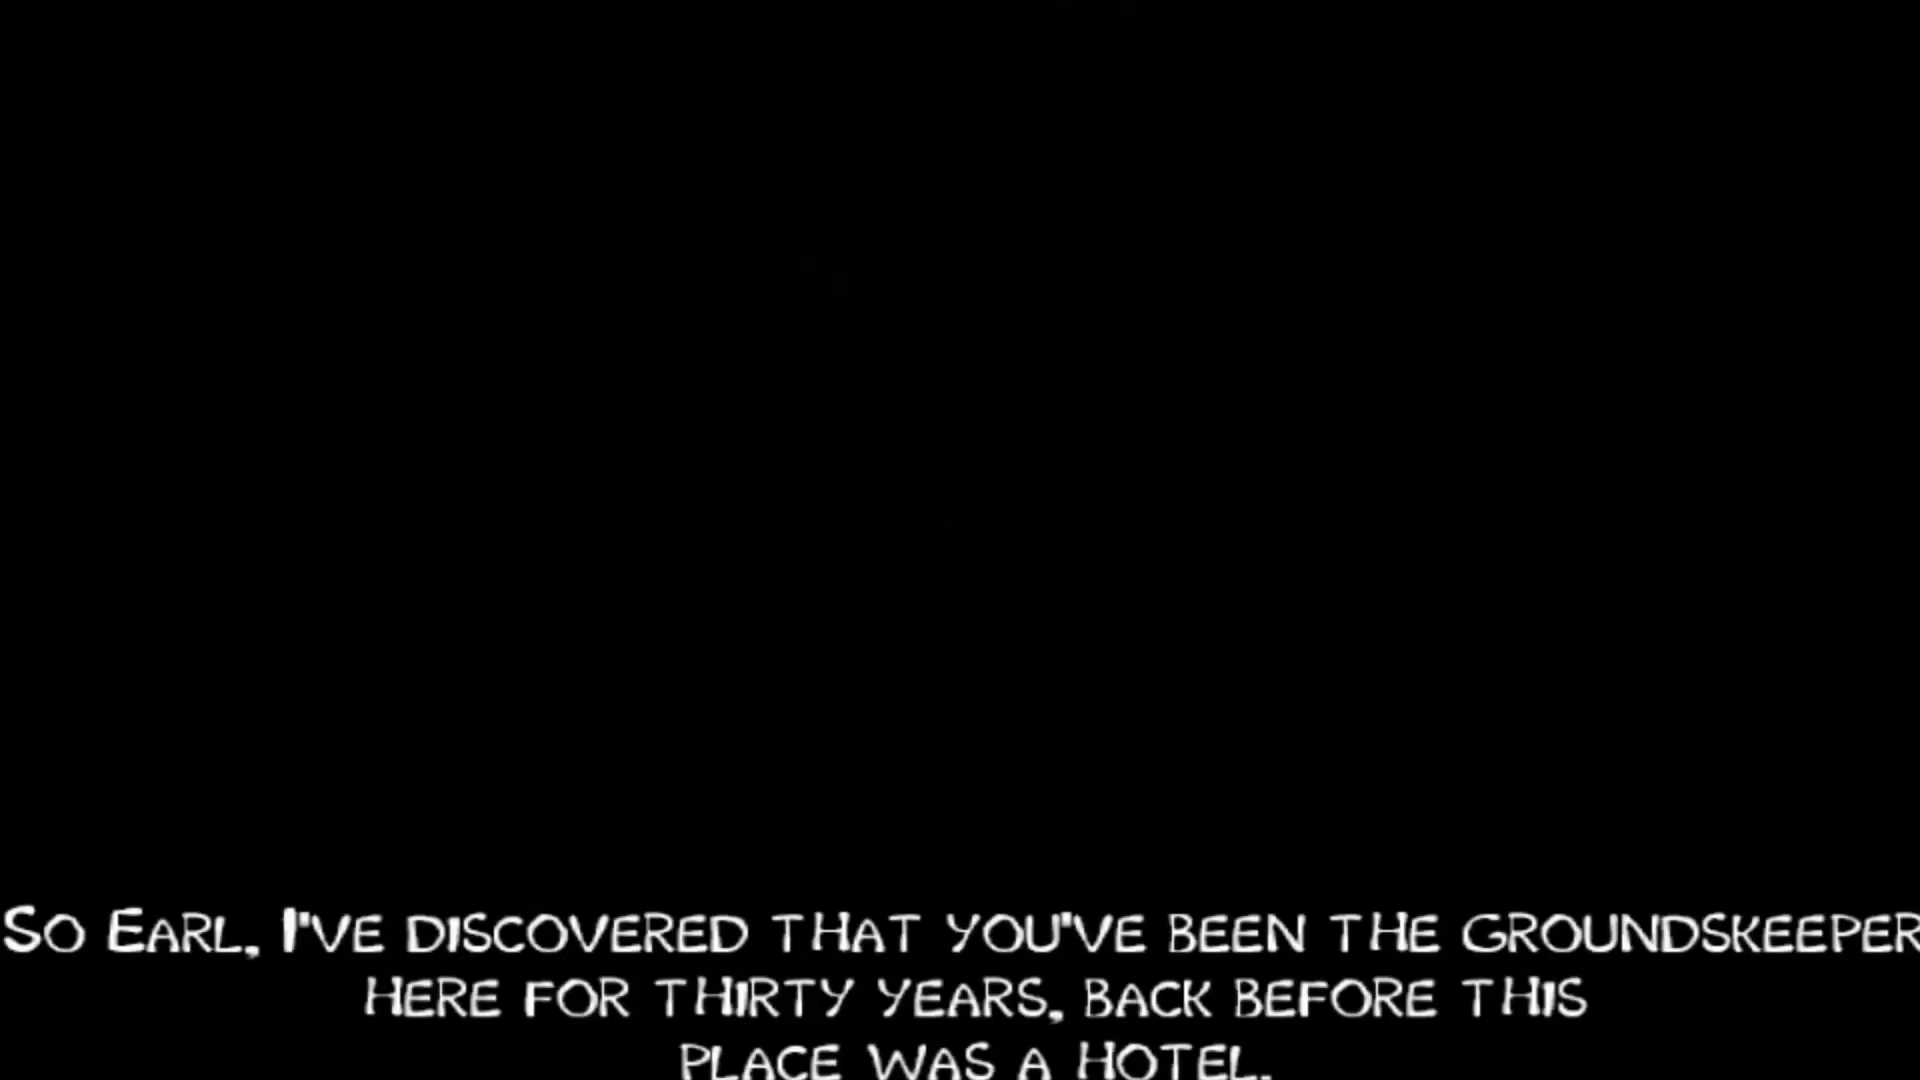 So Earl, I've discovered that you've been the groundskeeper
here for thirty years, back before this
place was a hotel.